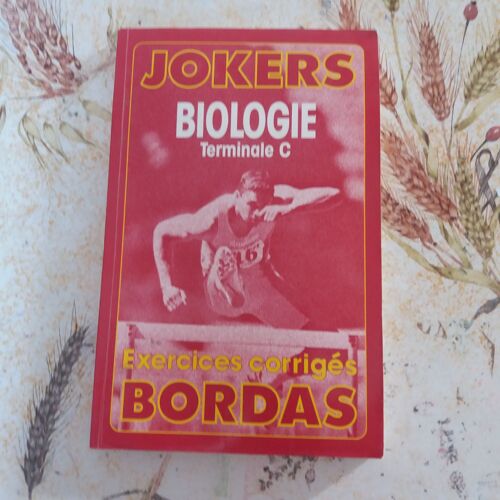 JOKERS
BIOLOGIE
Terminale C
16
Exercices corrigés
BORDAS